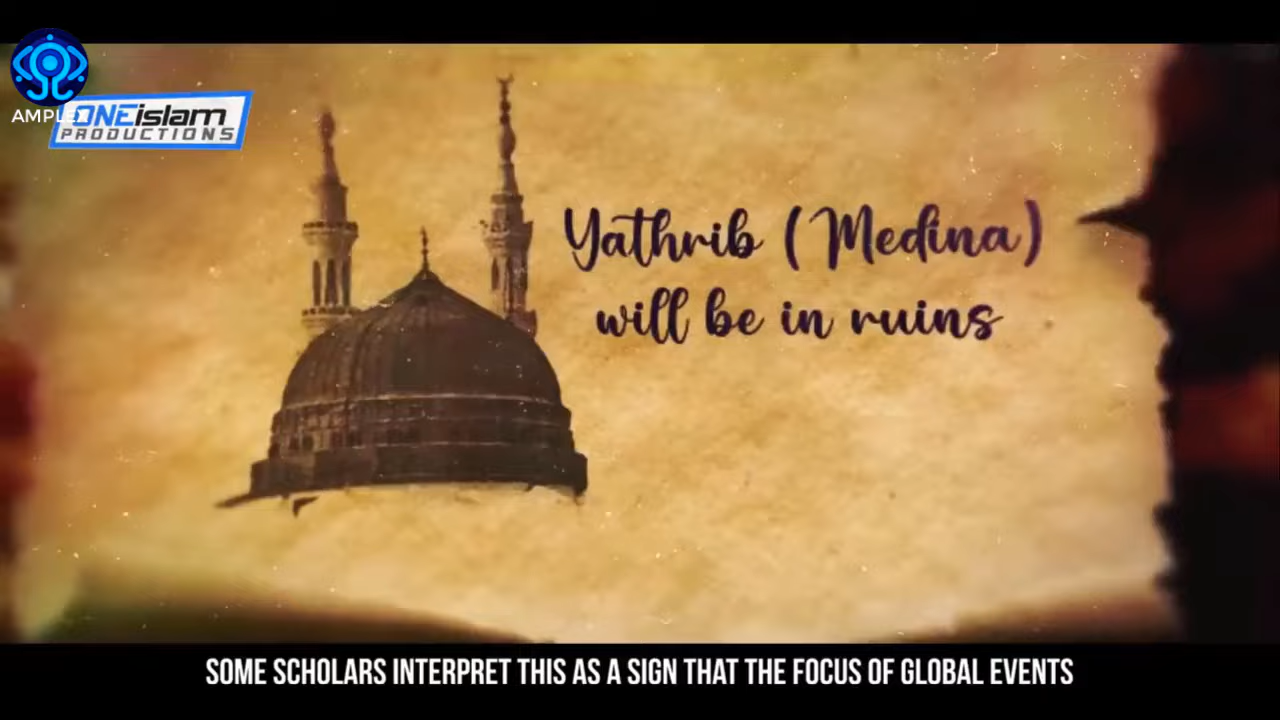 ONEislam
PRODUCTIONS
Yathrib (Medina)
will be in ruins
SOME SCHOLARS INTERPRET THIS AS A SIGN THAT THE FOCUS OF GLOBAL EVENTS